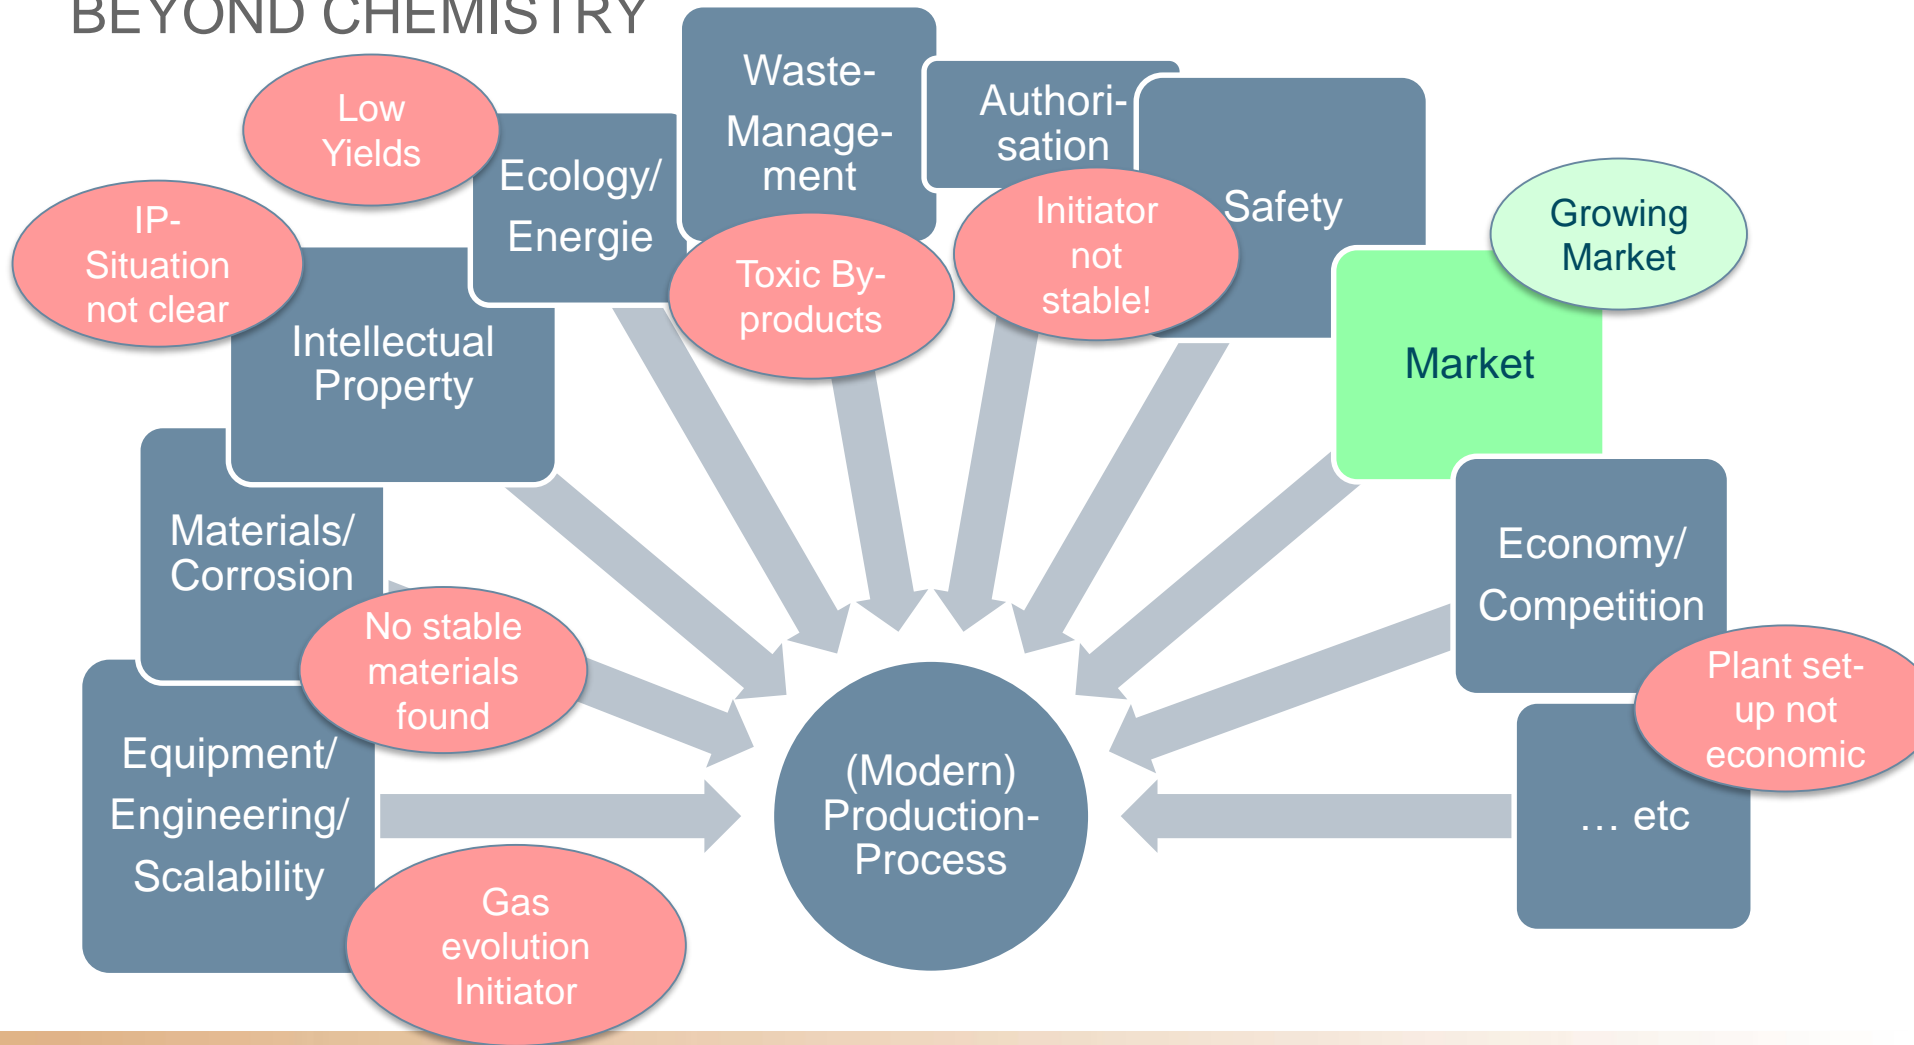 BEYOND CHEMISTRY
Low
Yields
IP-
Situation
not clear
Ecology/
Energie
Waste-
Manage-
ment
Authori-
sation
Safety
Growing
Market
Initiator
not
stable!
Toxic By-
products
Intellectual
Property
Market
Materials/
Corrosion
No stable
materials
found
Economy/
Competition
Plant set-
up not
economic
Equipment/
Engineering/
Scalability
Gas
evolution
Initiator
(Modern)
Production-
Process
... etc